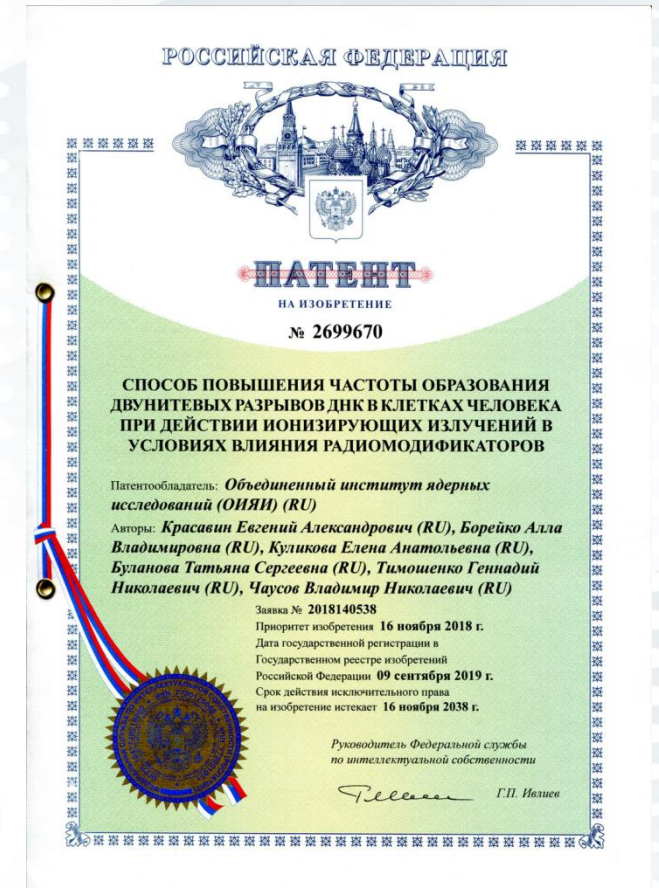 РОССИЙСКАЯ ФЕДЕРАЦИЯ
ПАТЕНТ
НА ИЗОБРЕТЕНИЕ
№ 2699670
СПОСОБ ПОВЫШЕНИЯ ЧАСТОТЫ ОБРАЗОВАНИЯ
ДВУНИТЕВЫХ РАЗРЫВОВ ДНК В КЛЕТКАХ ЧЕЛОВЕКА
ПРИ ДЕЙСТВИИ ИОНИЗИРУЮЩИХ ИЗЛУЧЕНИЙ В
УСЛОВИЯХ ВЛИЯНИЯ РАДИОМОДИФИКАТОРОВ
Патентообладатель: Объединенный институт ядерных
исследований (ОИЯИ) (RU)
Авторы: Красавин Евгений Александрович (RU), Борейко Алла
Владимировна (RU), Куликова Елена Анатольевна (RU),
Буланова Татьяна Сергеевна (RU), Тимошенко Геннадий
Николаевич (RU), Чаусов Владимир Николаевич (RU)
Заявка № 2018140538
Приоритет изобретения 16 ноября 2018 г.
Дата государственной регистрации в
Государственном реестре изобретений
Российской Федерации 09 сентября 2019 г.
Срок действия исключительного права
на изобретение истекает 16 ноября 2038 г.
Руководитель Федеральной службы
по интеллектуальной собственности
Г.П. Ивлиев